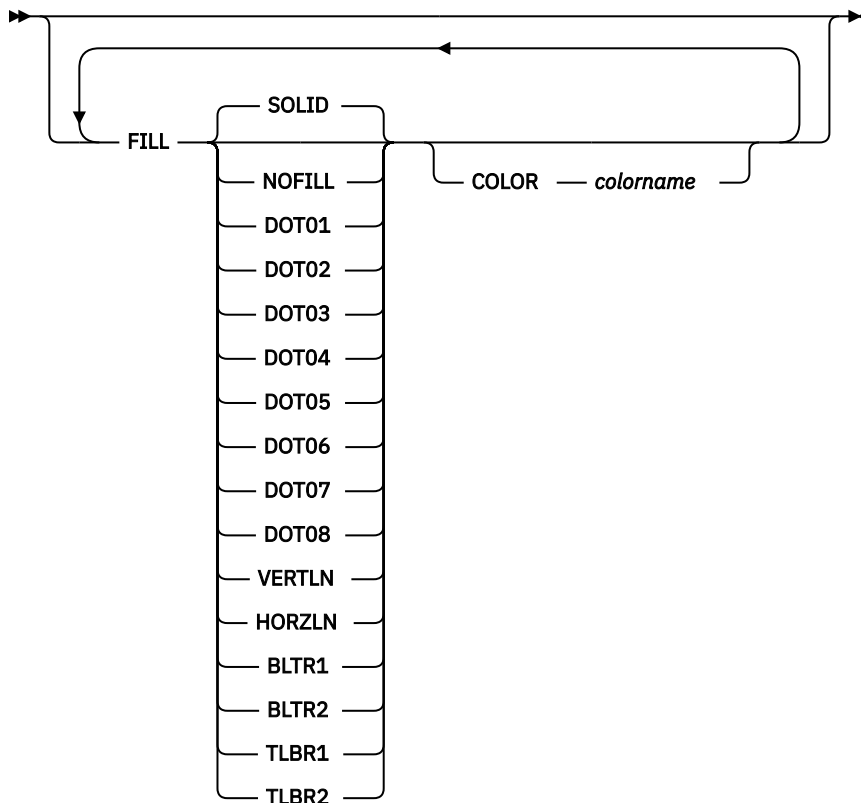 SOLID
FILL
NOFILL COLOR colorname
DOT01
DOT02
DOT03
DOT04
DOT05
DOT06
DOT07
DOT08
VERTLN
HORZLN
BLTR1
BLTR2
TLBR1
TLBR2